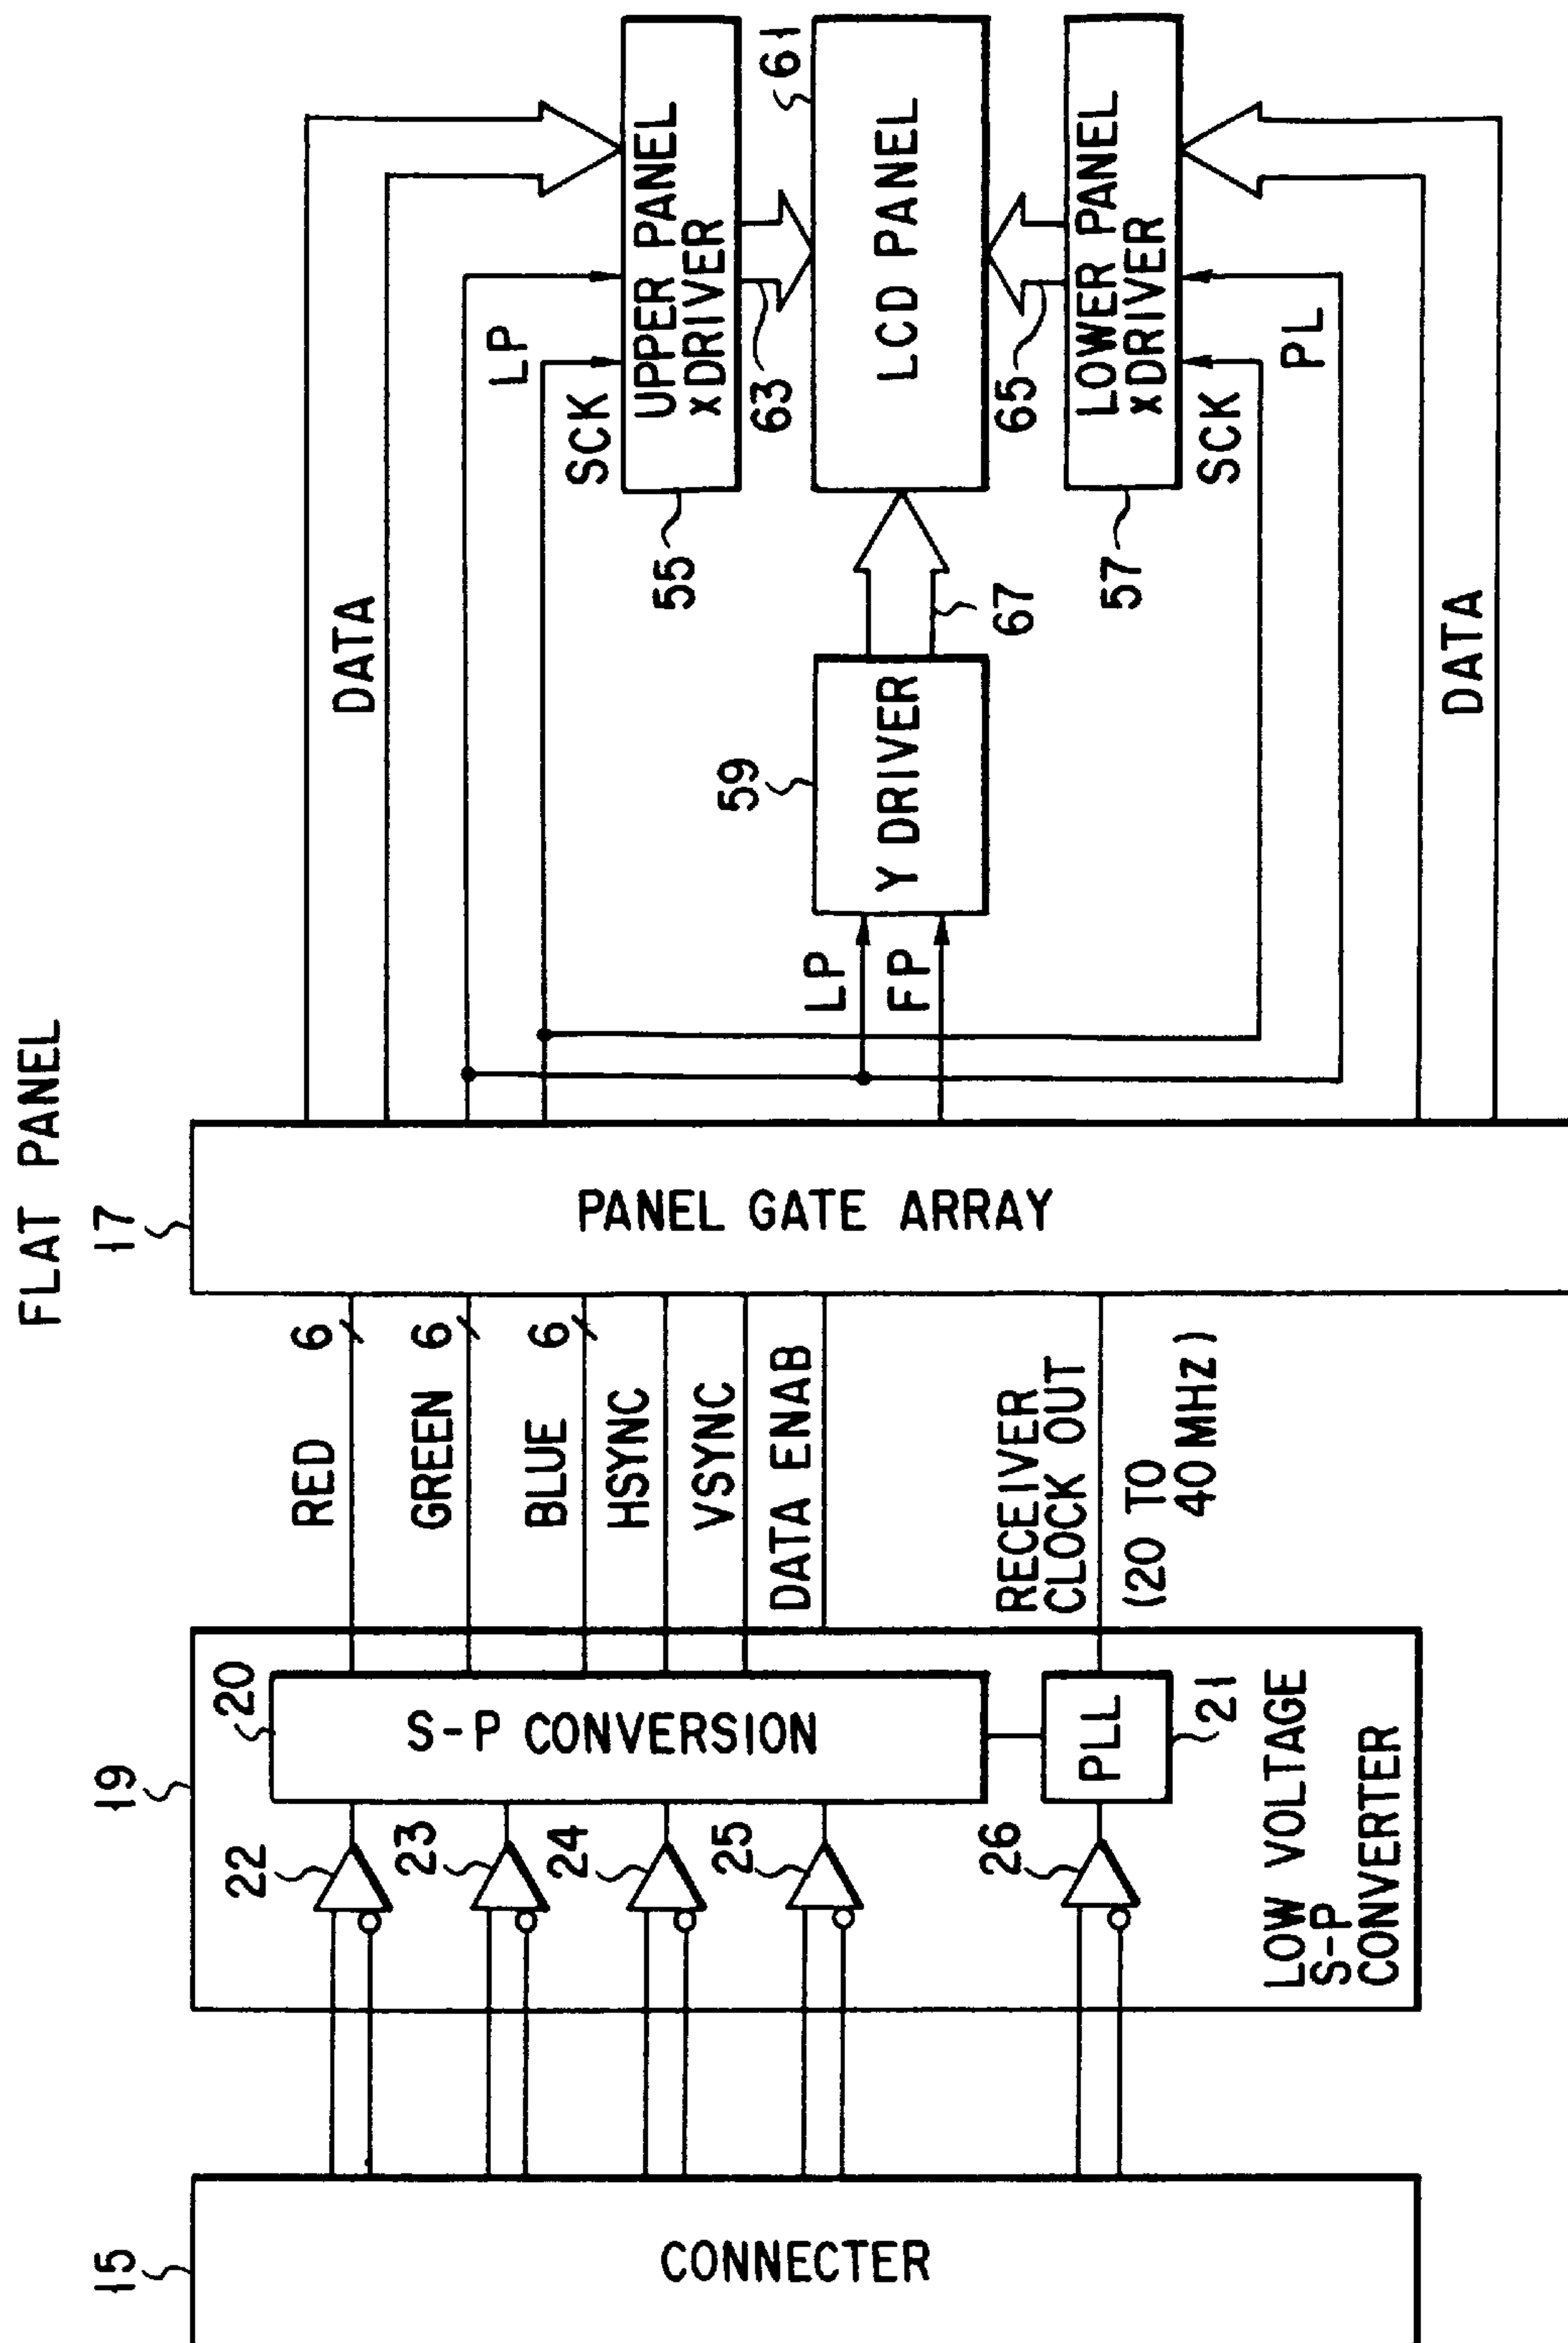 FLAT PANEL
15
CONNECTER
19
22
23
24
25
26
20
S-P CONVERSION
PLL
21
LOW VOLTAGE
S-P
CONVERTER
RED 6
GREEN 6
BLUE 6
HSYNC
VSYNC
DATA ENAB
RECEIVER
CLOCK OUT
(20 TO
40 MHz)
17
PANEL GATE ARRAY
DATA
LP
SCK
55
UPPER PANEL
XDRIVER
63
61
LCD PANEL
LP
FP
59
Y DRIVER
67
65
LOWER PANEL
XDRIVER
57
SCK
PL
DATA